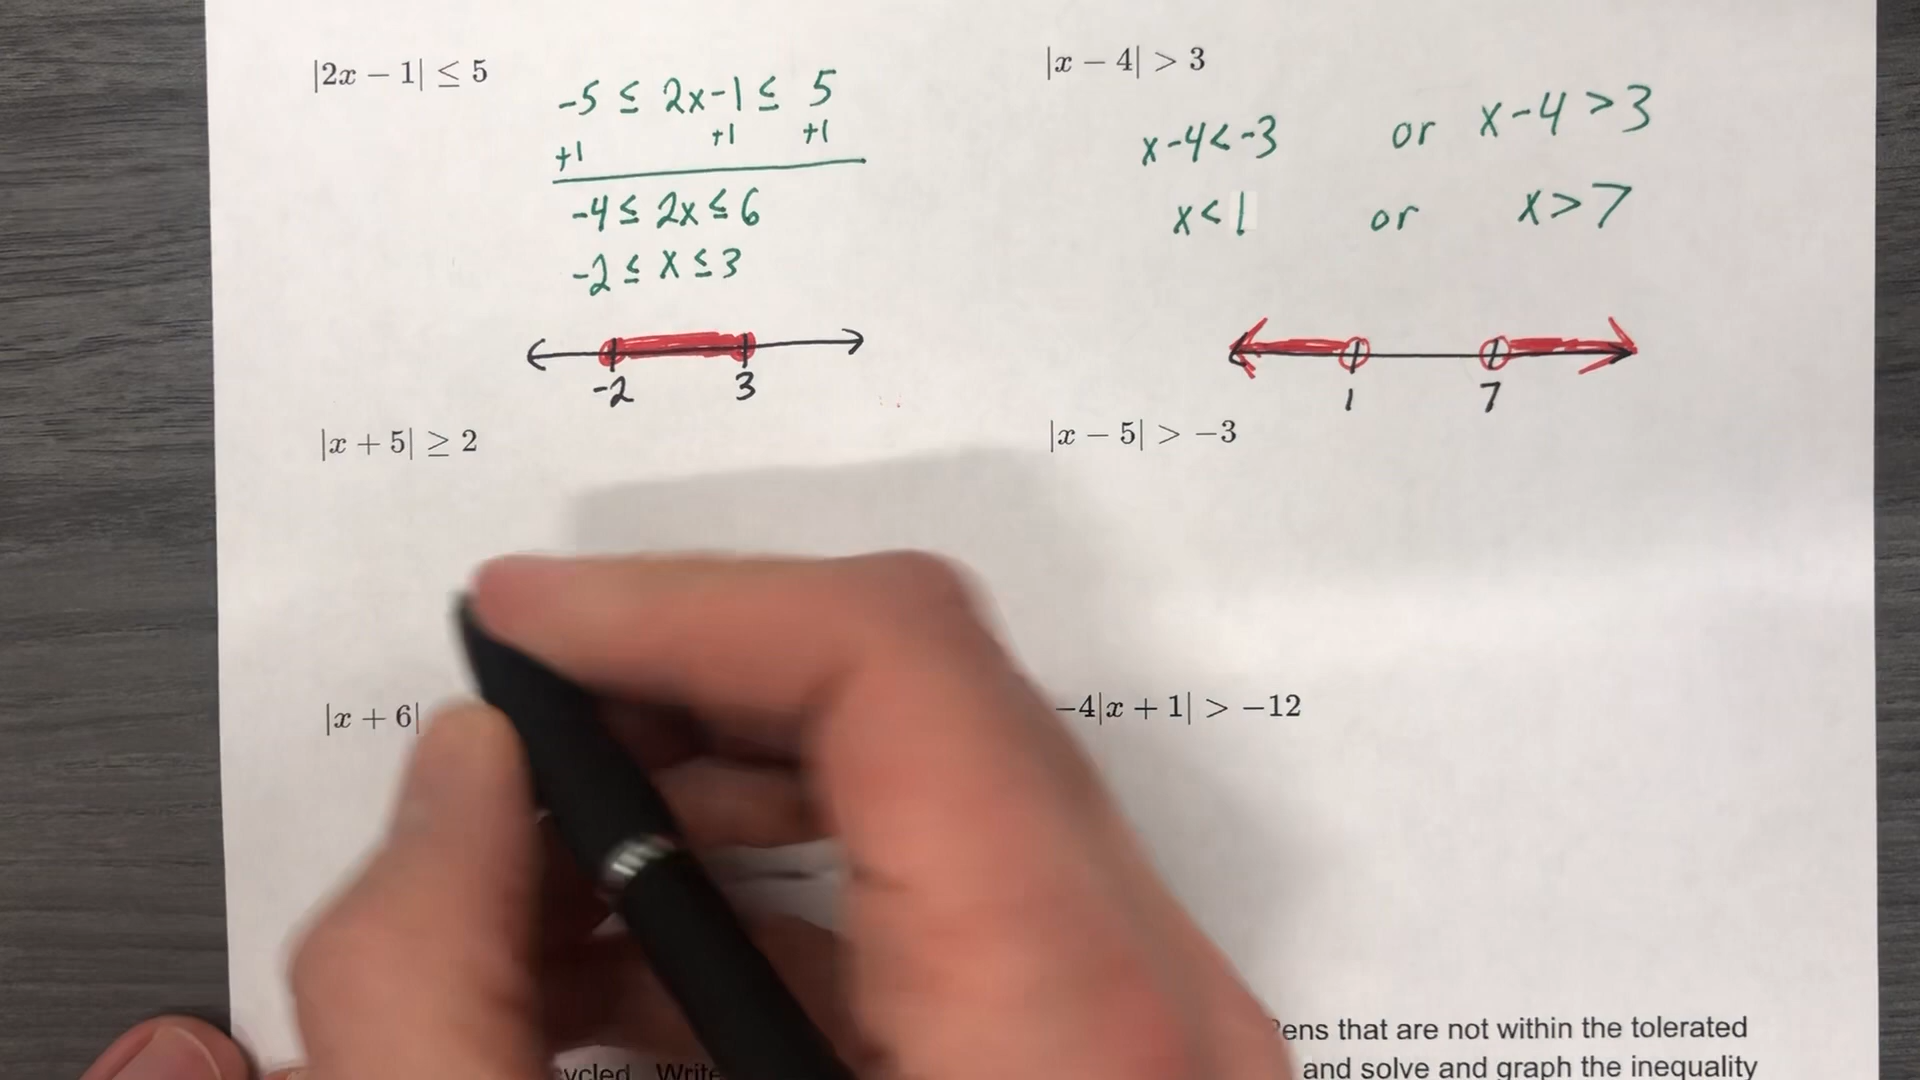 |2x − 1| ≤ 5
-5 ≤ 2x-1 ≤ 5
+1 +1 +1
-4 ≤ 2x ≤ 6
-2 ≤ x ≤ 3
-2 3
|x − 4| > 3
x-4<-3 or x-4>3
x<1 or x>7
1 7
|x + 5| ≥ 2
|x − 5| > −3
|x + 6|
−4|x + 1| > −12
that are not within the tolerated
Write and solve and graph the inequality